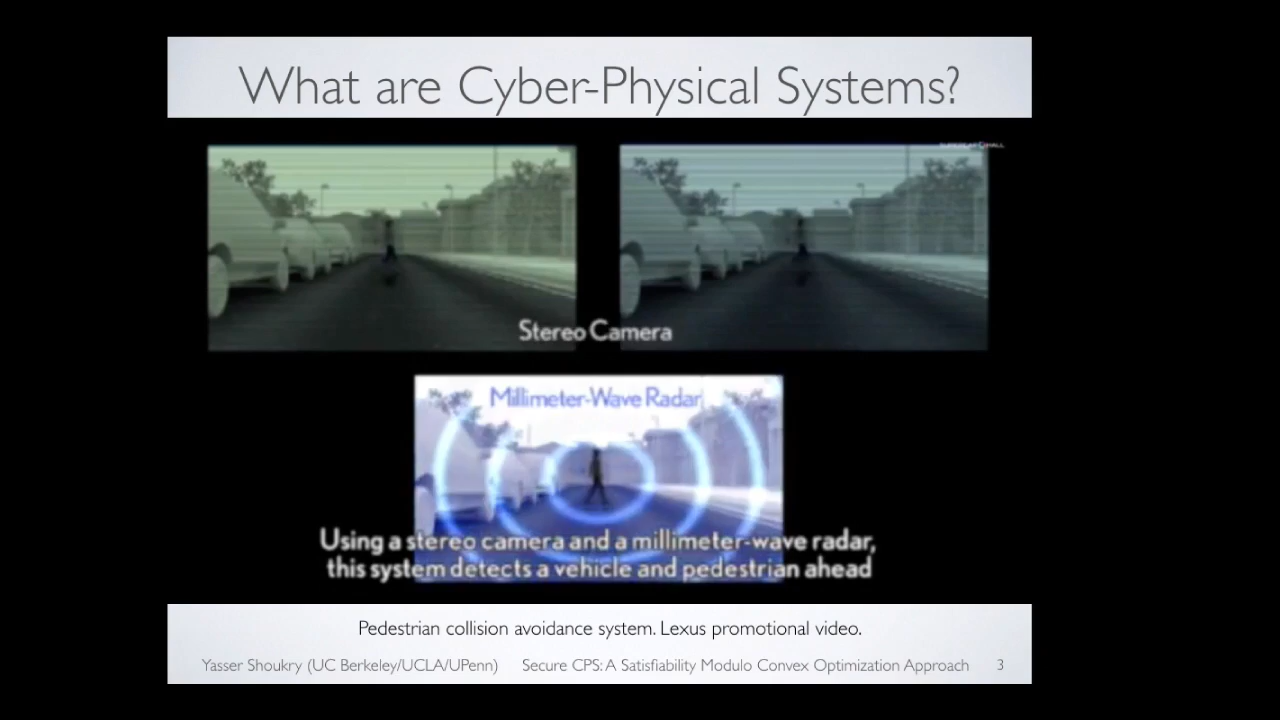 What are Cyber-Physical Systems?
Stereo Camera
Millimeter-Wave Radar
Using a stereo camera and a millimeter-wave radar,
this system detects a vehicle and pedestrian ahead
Pedestrian collision avoidance system. Lexus promotional video.
Yasser Shoukry (UC Berkeley/UCLA/UPenn) Secure CPS: A Satisfiability Modulo Convex Optimization Approach 3